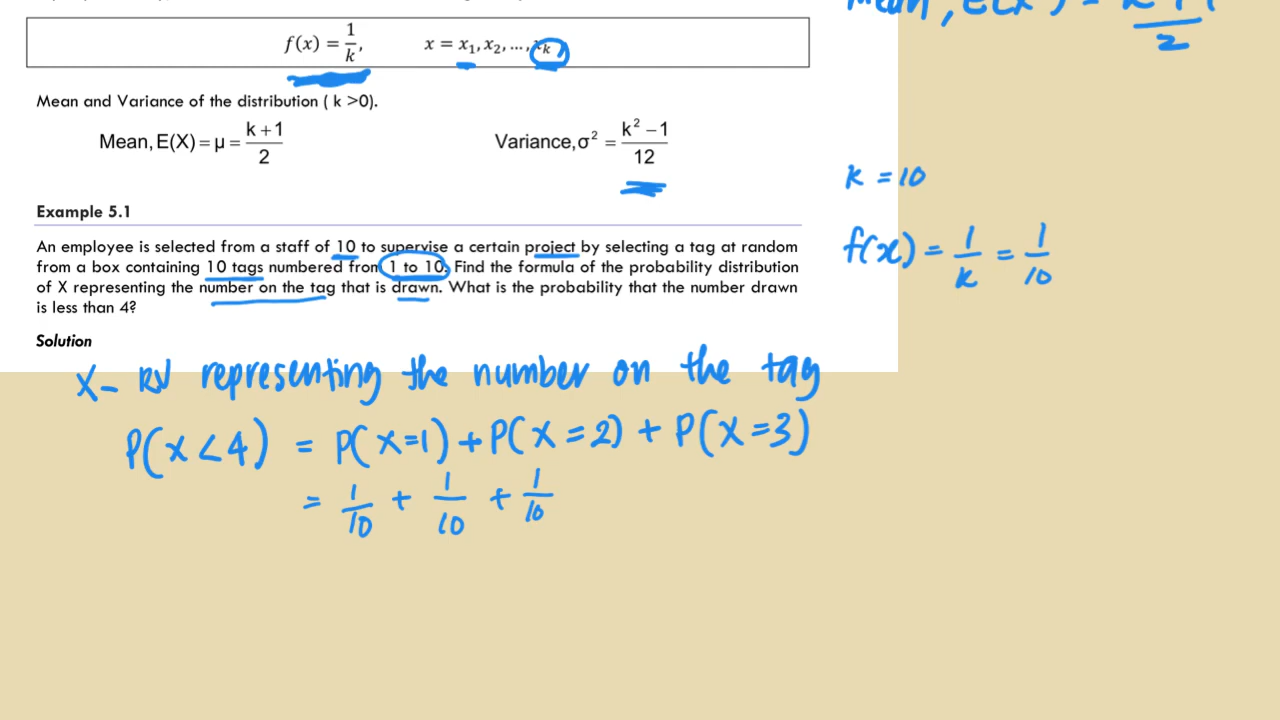 Mean, E(X) = k+1/2
f(x) = 1/k, x = x₁, x₂, ..., xₖ
Mean and Variance of the distribution ( k >0).
Mean, E(X) = μ = k+1/2 Variance, σ² = k² −1/12
k = 10
f(x) = 1/k = 1/10
Example 5.1
An employee is selected from a staff of 10 to supervise a certain project by selecting a tag at random
from a box containing 10 tags numbered from 1 to 10. Find the formula of the probability distribution
of X representing the number on the tag that is drawn. What is the probability that the number drawn
is less than 4?
Solution
X – RV representing the number on the tag
P(X < 4) = P(X=1) + P(X=2) + P(X=3)
= 1/10 + 1/10 + 1/10